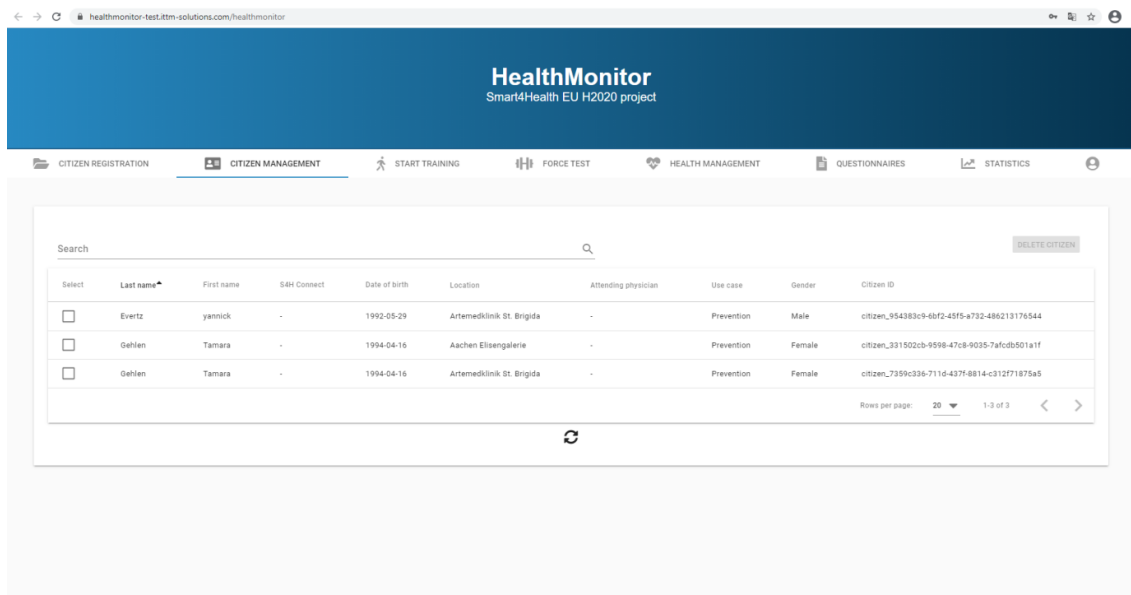 healthmonitor-test.ittm-solutions.com/healthmonitor
HealthMonitor
Smart4Health EU H2020 project
CITIZEN REGISTRATION CITIZEN MANAGEMENT START TRAINING FORCE TEST HEALTH MANAGEMENT QUESTIONNAIRES STATISTICS
Search DELETE CITIZEN
Select Last name First name S4H Connect Date of birth Location Attending physician Use case Gender Citizen ID
Evertz yannick - 1992-05-29 Artemedklinik St. Brigida - Prevention Male citizen_954383c9-6bf2-45f5-a732-486213176544
Gehlen Tamara - 1994-04-16 Aachen Elisengalerie - Prevention Female citizen_331502cb-9598-47c8-9035-7afcdb501a1f
Gehlen Tamara - 1994-04-16 Artemedklinik St. Brigida - Prevention Female citizen_7359c336-711d-437f-8814-c312f71875a5
Rows per page: 20 1-3 of 3